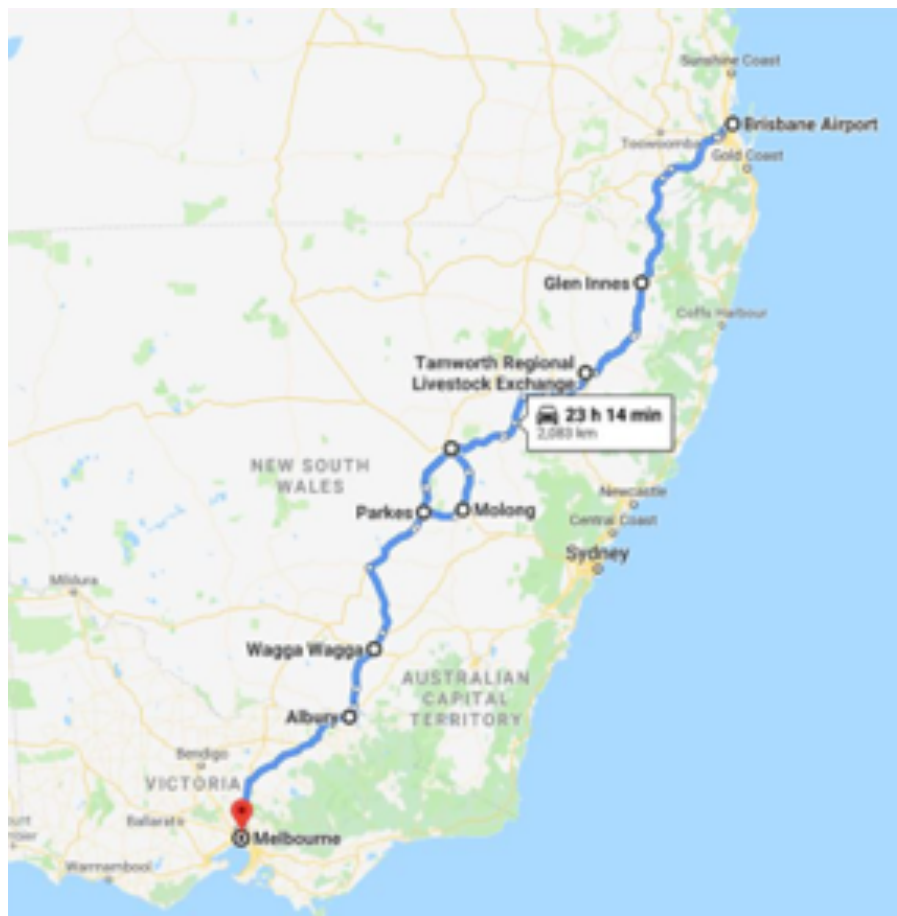 Sunshine Coast
Brisbane Airport
Toowoomba
Gold Coast
Glen Innes
Coffs Harbour
Tamworth Regional
Livestock Exchange
23 h 14 min
2,083 km
NEW SOUTH
WALES
Newcastle
Parkes
Molong
Central Coast
Sydney
Mildura
Wagga Wagga
AUSTRALIAN
CAPITAL
TERRITORY
Albury
Bendigo
VICTORIA
Ballarat
Melbourne
Warrnambool